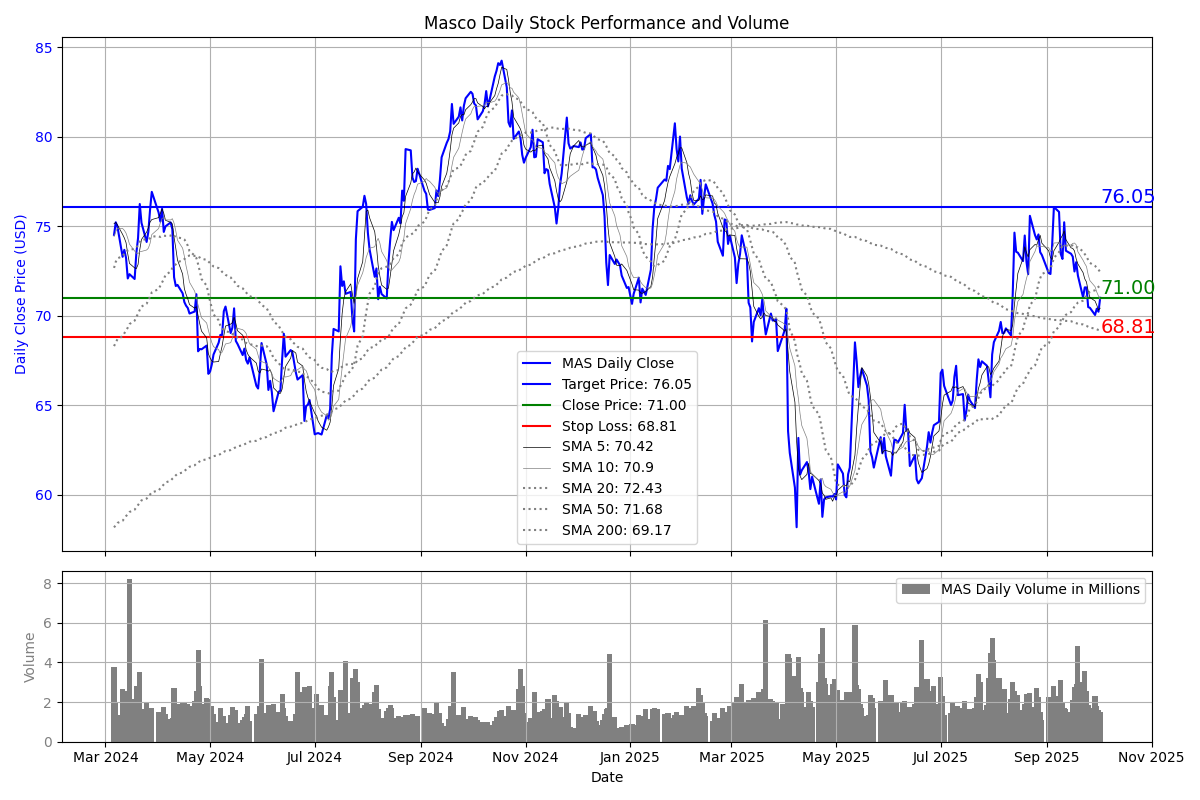 Masco Daily Stock Performance and Volume
Daily Close Price (USD)
85
80
75
70
65
60
76.05
71.00
68.81
MAS Daily Close
Target Price: 76.05
Close Price: 71.00
Stop Loss: 68.81
SMA 5: 70.42
SMA 10: 70.9
SMA 20: 72.43
SMA 50: 71.68
SMA 200: 69.17
Volume
8
6
4
2
0
MAS Daily Volume in Millions
Mar 2024 May 2024 Jul 2024 Sep 2024 Nov 2024 Jan 2025 Mar 2025 May 2025 Jul 2025 Sep 2025 Nov 2025
Date